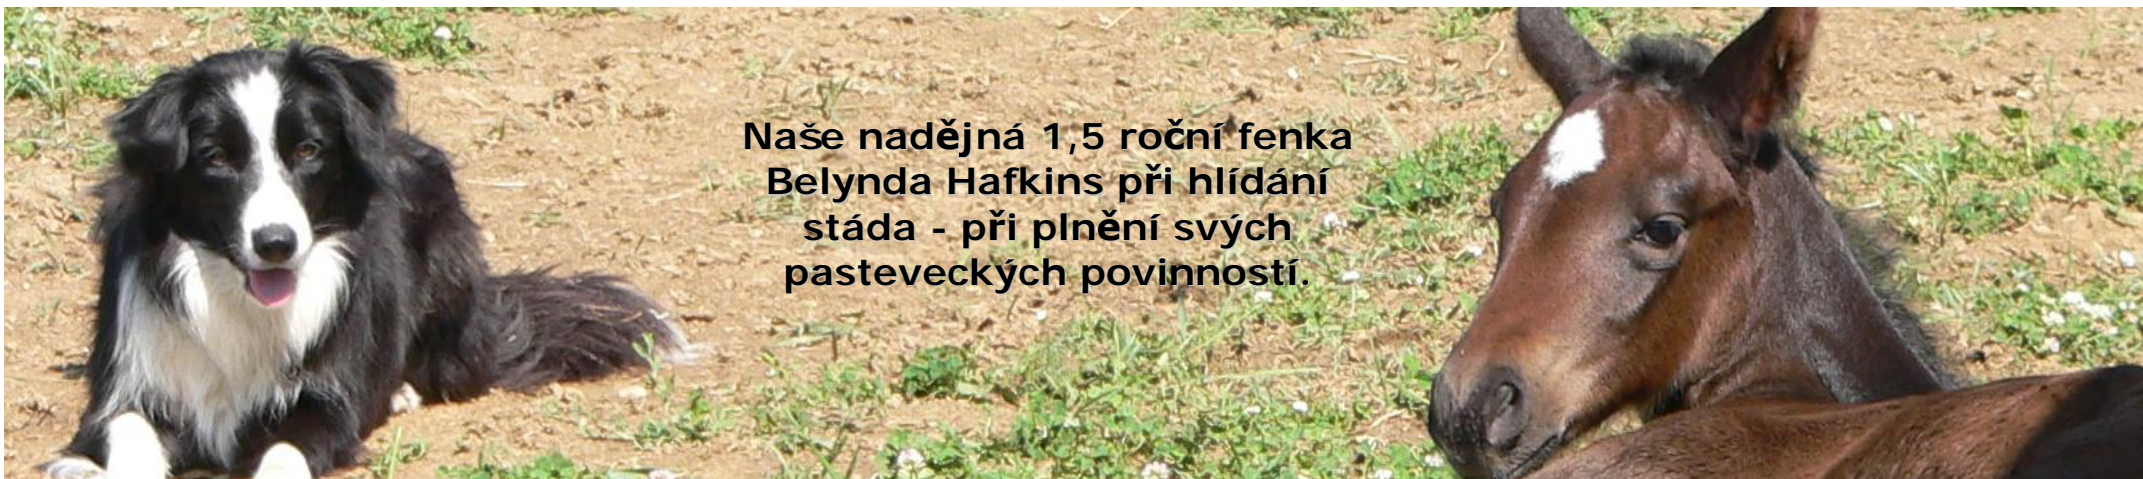 Naše nadějná 1,5 roční fenka
Belynda Hafkins při hlídání
stáda - při plnění svých
pasteveckých povinností.